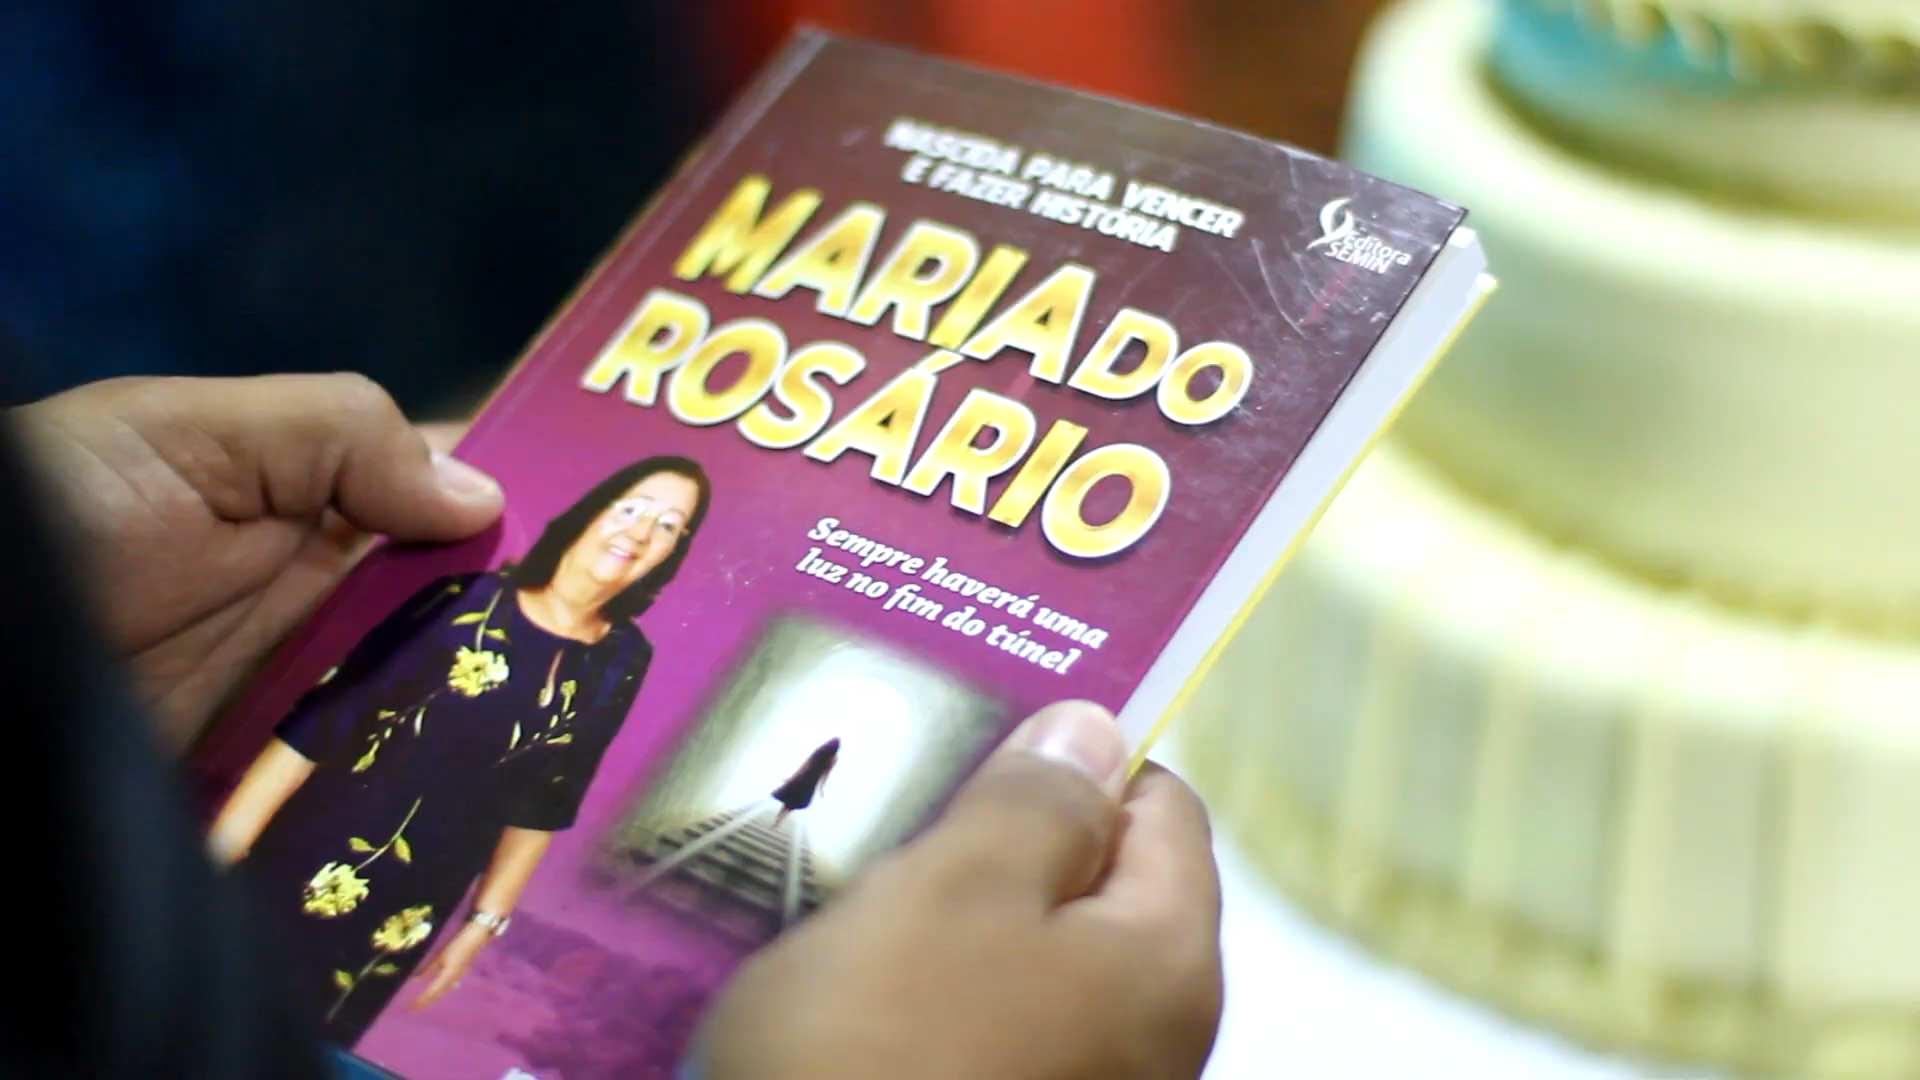 NASCIDA PARA VENCER
E FAZER HISTÓRIA
Editora
SEMIN
MARIA DO
ROSÁRIO
Sempre haverá uma
luz no fim do túnel